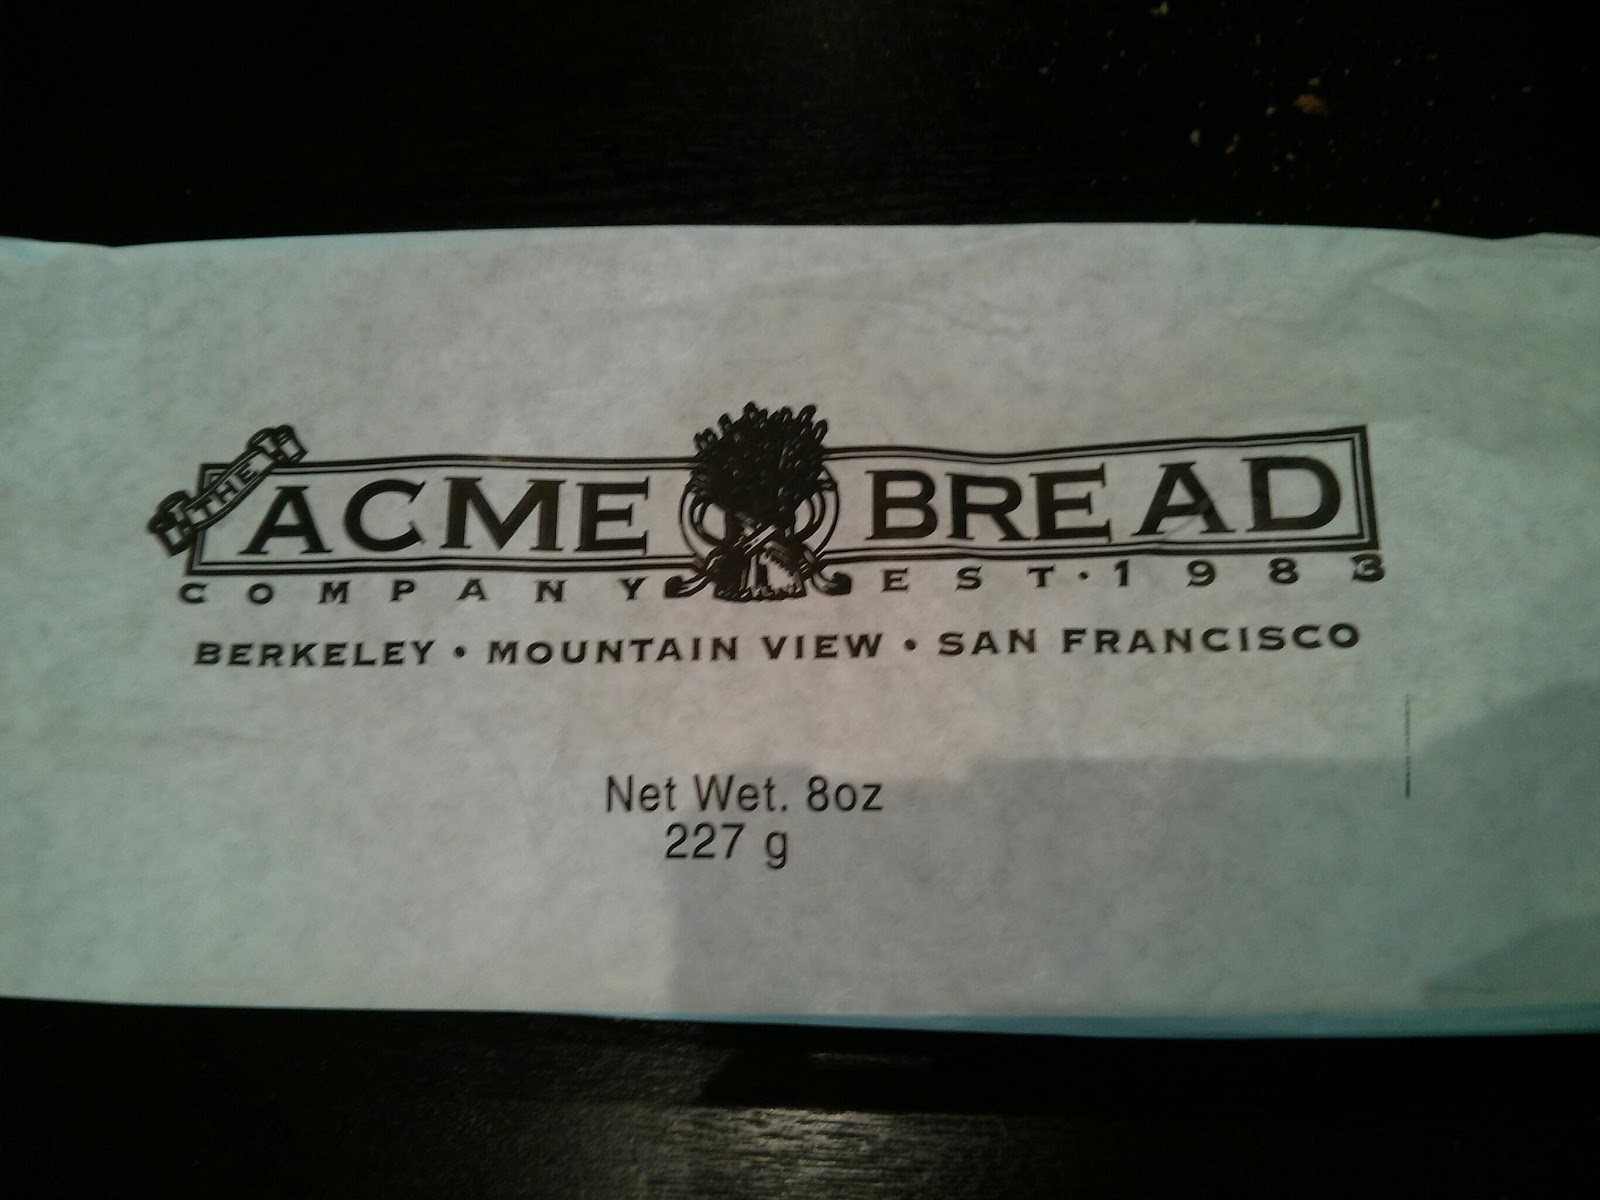 THE
ACME BREAD
COMPANY EST·1983
BERKELEY • MOUNTAIN VIEW • SAN FRANCISCO
Net Wet. 8oz
227 g